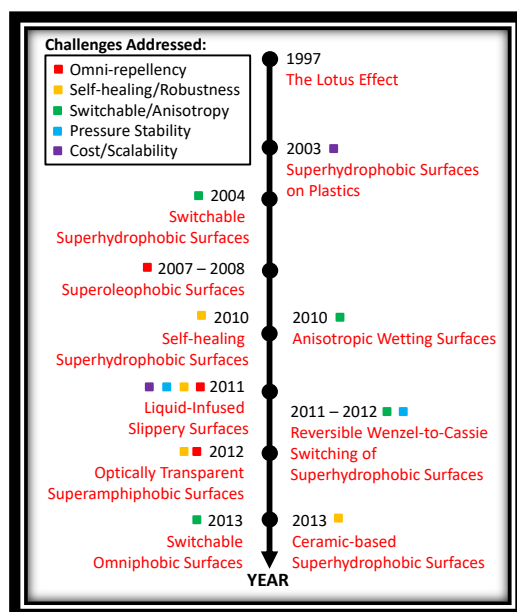 Challenges Addressed:
Omni-repellency
Self-healing/Robustness
Switchable/Anisotropy
Pressure Stability
Cost/Scalability
1997
The Lotus Effect
2003
Superhydrophobic Surfaces
on Plastics
2004
Switchable
Superhydrophobic Surfaces
2007 – 2008
Superoleophobic Surfaces
2010
Self-healing
Superhydrophobic Surfaces
2010
Anisotropic Wetting Surfaces
2011
Liquid-Infused
Slippery Surfaces
2011 – 2012
Reversible Wenzel-to-Cassie
Switching of
Superhydrophobic Surfaces
2012
Optically Transparent
Superamphiphobic Surfaces
2013
Switchable
Omniphobic Surfaces
2013
Ceramic-based
Superhydrophobic Surfaces
YEAR